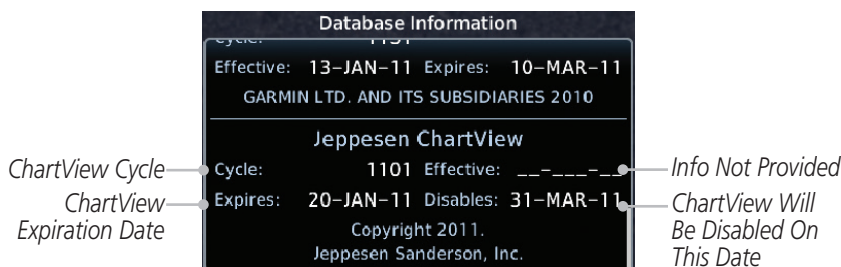 Database Information
Effective: 13-JAN-11 Expires: 10-MAR-11
GARMIN LTD. AND ITS SUBSIDIARIES 2010
Jeppesen ChartView
ChartView Cycle
Cycle: 1101 Effective: __-___-__
Info Not Provided
ChartView
Expiration Date
Expires: 20-JAN-11 Disables: 31-MAR-11
ChartView Will
Be Disabled On
This Date
Copyright 2011.
Jeppesen Sanderson, Inc.